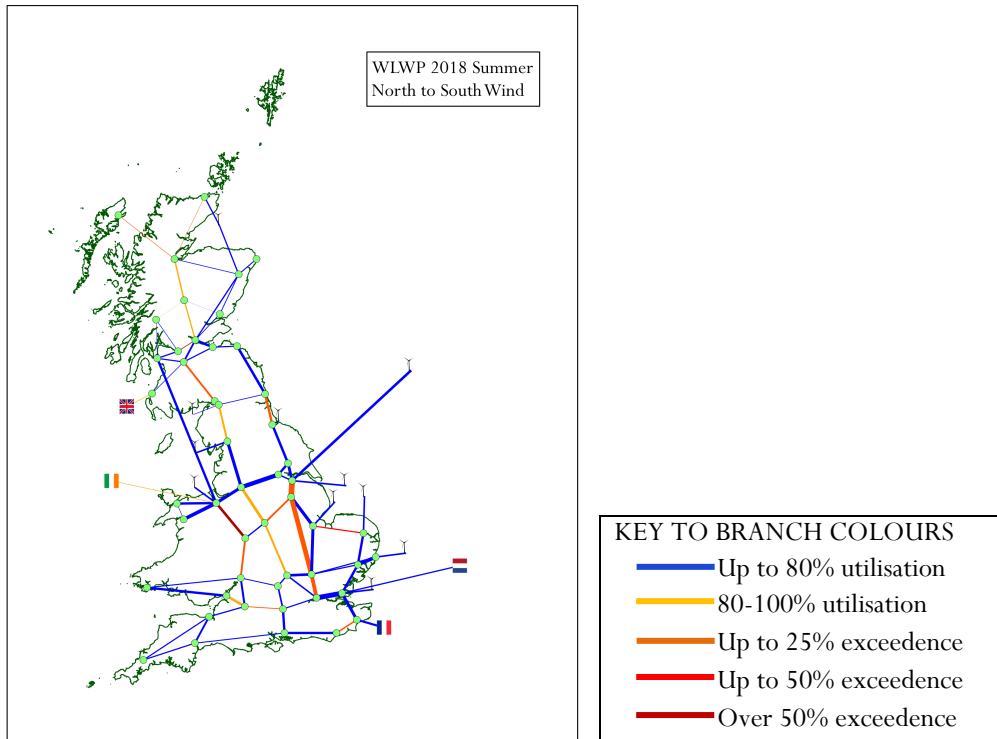 WLWP 2018 Summer
North to South Wind
KEY TO BRANCH COLOURS
Up to 80% utilisation
80-100% utilisation
Up to 25% exceedence
Up to 50% exceedence
Over 50% exceedence